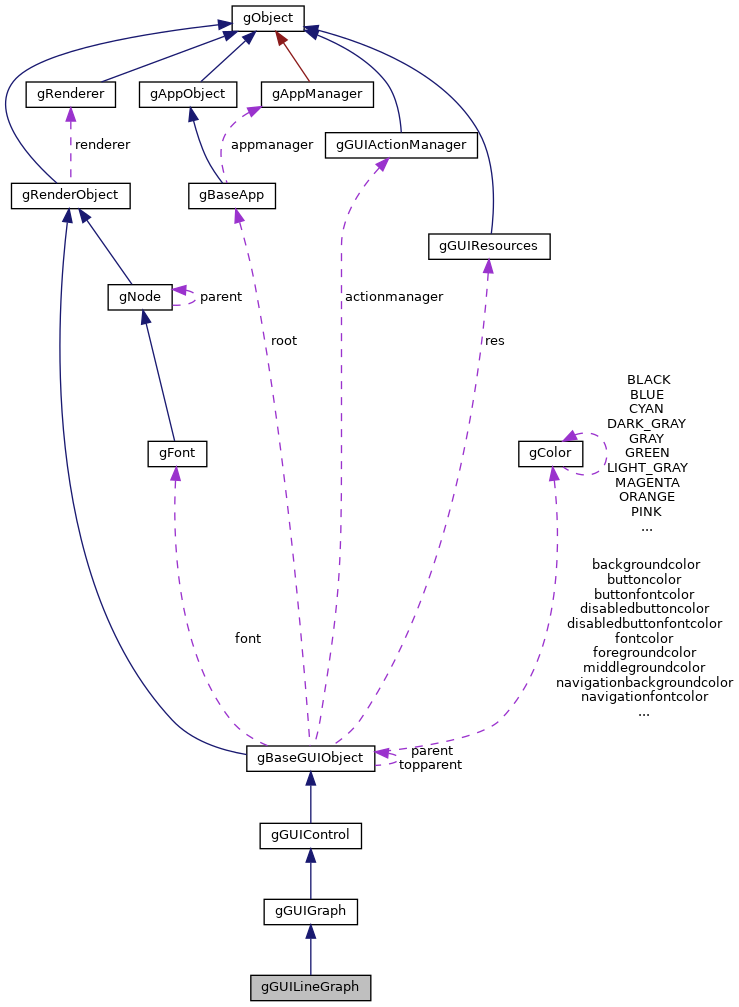 gObject
gRenderer
gAppObject
gAppManager
renderer
appmanager
gGUIActionManager
gRenderObject
gBaseApp
gGUIResources
gNode
parent
actionmanager
root
res
BLACK
BLUE
CYAN
DARK_GRAY
GRAY
GREEN
LIGHT_GRAY
MAGENTA
ORANGE
PINK
...
gFont
gColor
backgroundcolor
buttoncolor
buttonfontcolor
disabledbuttoncolor
disabledbuttonfontcolor
fontcolor
foregroundcolor
middlegroundcolor
navigationbackgroundcolor
navigationfontcolor
...
font
gBaseGUIObject
parent
topparent
gGUIControl
gGUIGraph
gGUILineGraph